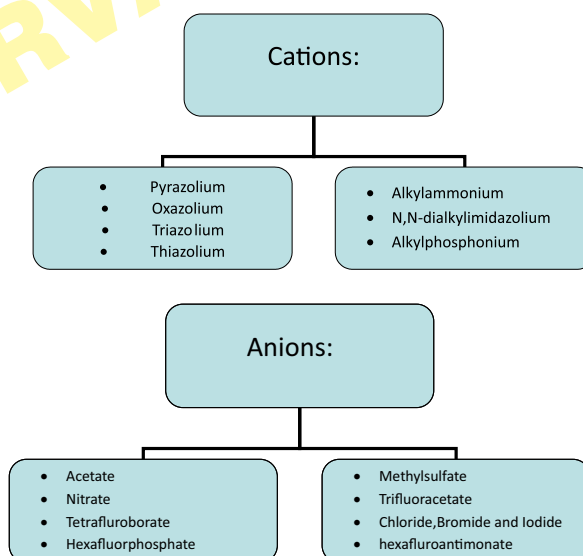 Cations:
• Pyrazolium
• Oxazolium
• Triazolium
• Thiazolium
• Alkylammonium
• N,N-dialkylimidazolium
• Alkylphosphonium
Anions:
• Acetate
• Nitrate
• Tetrafluroborate
• Hexafluorphosphate
• Methylsulfate
• Trifluoracetate
• Chloride,Bromide and Iodide
• hexafluroantimonate